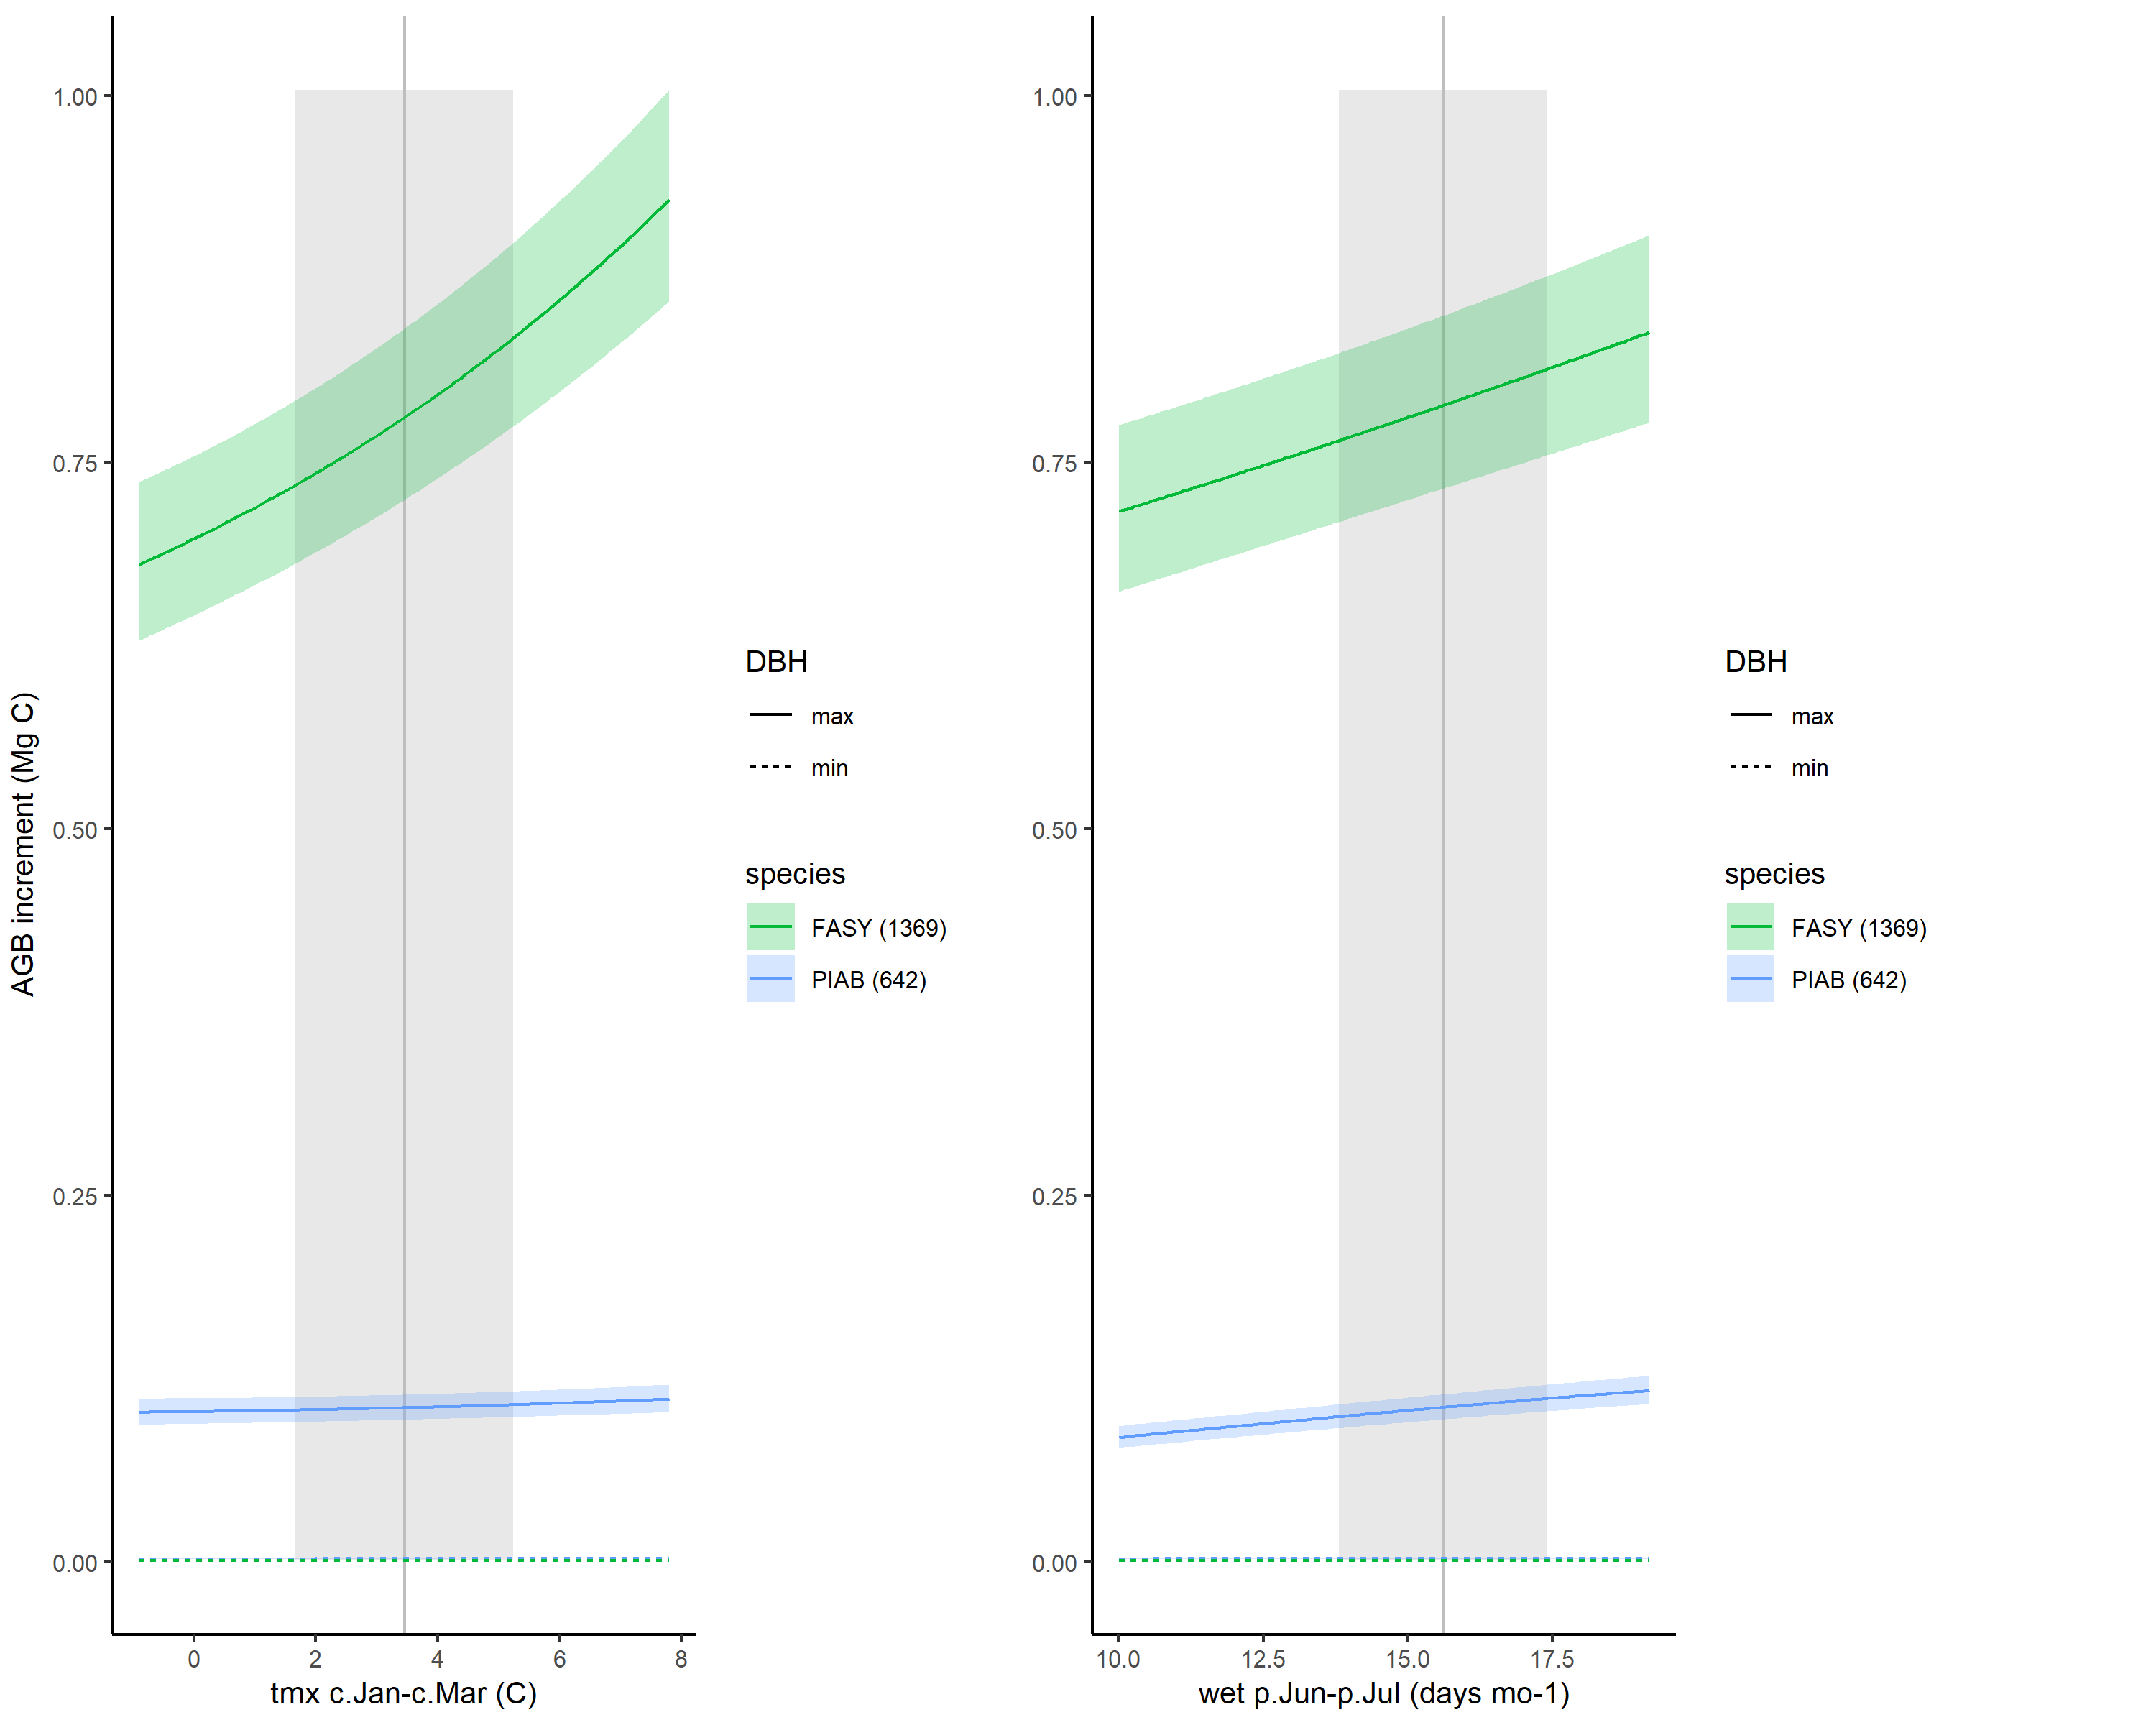 AGB increment (Mg C)
1.00
0.75
0.50
0.25
0.00
0 2 4 6 8
tmx c.Jan-c.Mar (C)
DBH
max
min
species
FASY (1369)
PIAB (642)
1.00
0.75
0.50
0.25
0.00
10.0 12.5 15.0 17.5
wet p.Jun-p.Jul (days mo-1)
DBH
max
min
species
FASY (1369)
PIAB (642)